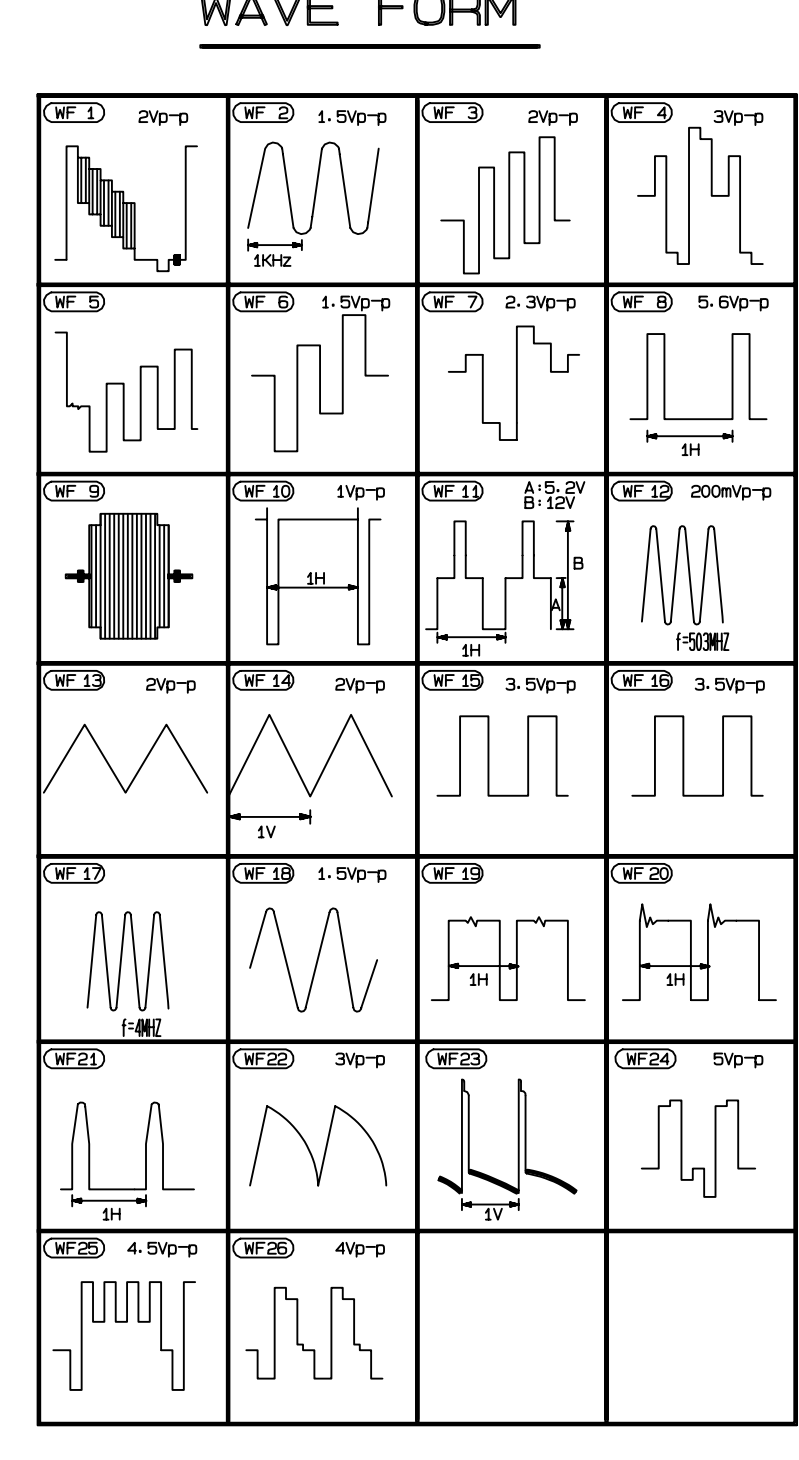 WAVE FORM
WF 1 2Vp-p
WF 2 1.5Vp-p
1KHz
WF 3 2Vp-p
WF 4 3Vp-p
WF 5
WF 6 1.5Vp-p
WF 7 2.3Vp-p
WF 8 5.6Vp-p
1H
WF 9
WF 10 1Vp-p
1H
WF 11 A:5.2V
B:12V
B
A
1H
WF 12 200mVp-p
f=503MHZ
WF 13 2Vp-p
WF 14 2Vp-p
1V
WF 15 3.5Vp-p
WF 16 3.5Vp-p
WF 17
f=4MHZ
WF 18 1.5Vp-p
WF 19
1H
WF 20
1H
WF21
1H
WF22 3Vp-p
WF23
1V
WF24 5Vp-p
WF25 4.5Vp-p
WF26 4Vp-p